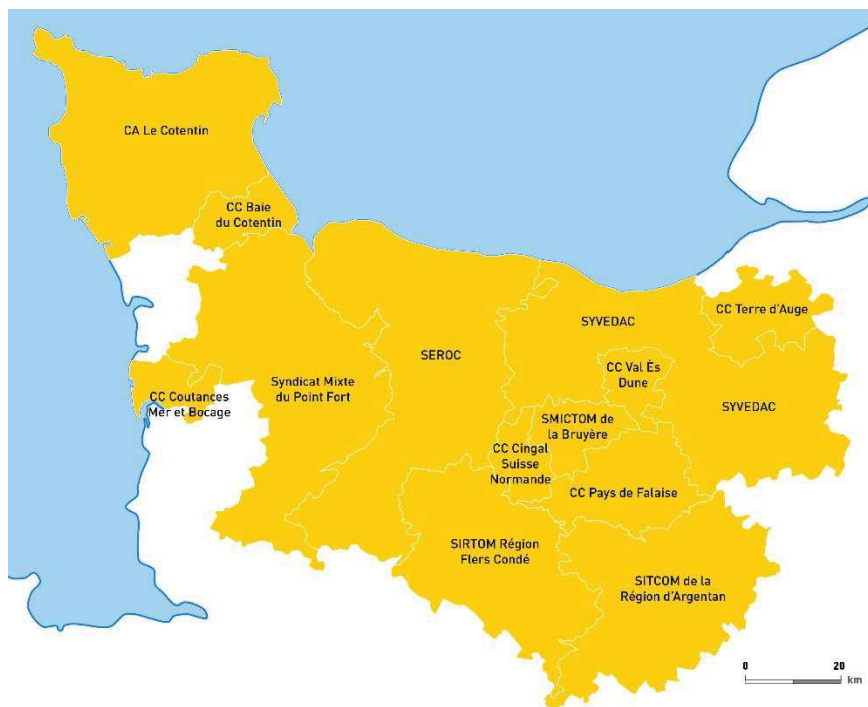 CA Le Cotentin
CC Baie
du Cotentin
CC Terre d'Auge
SYVEDAC
SEROC
CC Val Ès
Dune
Syndicat Mixte
du Point Fort
CC Coutances
Mer et Bocage
SYVEDAC
SMICTOM de
la Bruyère
CC Cingal
Suisse
Normande
CC Pays de Falaise
SIRTOM Région
Flers Condé
SITCOM de la
Région d'Argentan
0 20
km